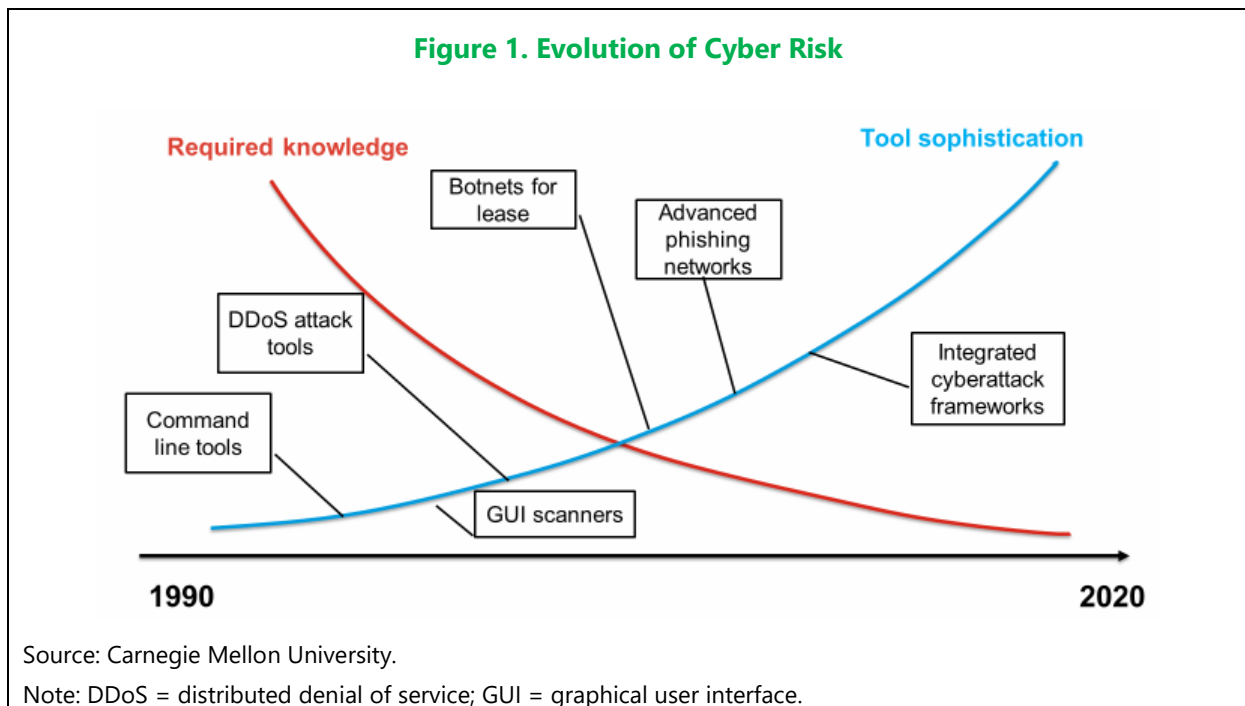 Figure 1. Evolution of Cyber Risk
Required knowledge
Tool sophistication
Botnets for
lease
Advanced
phishing
networks
DDoS attack
tools
Integrated
cyberattack
frameworks
Command
line tools
GUI scanners
1990
2020
Source: Carnegie Mellon University.
Note: DDoS = distributed denial of service; GUI = graphical user interface.